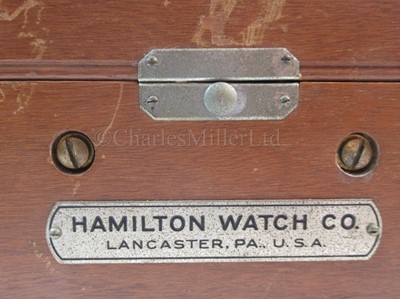 ©CharlesMillerLtd.
HAMILTON WATCH CO.
LANCASTER, PA., U.S.A.